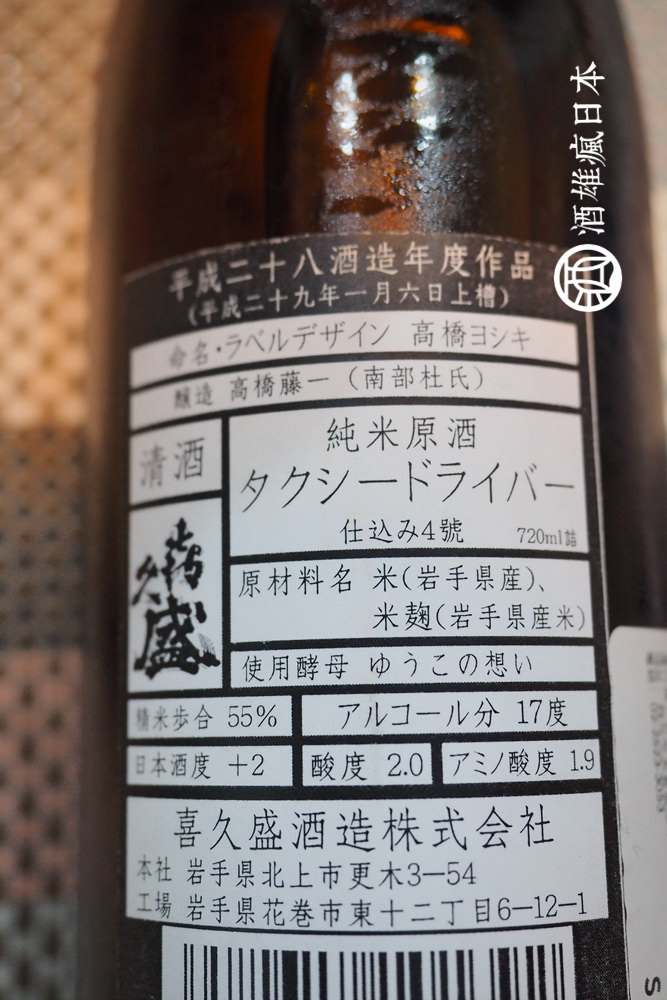 酒雄瘋日本
酒
平成二十八酒造年度作品
(平成二十九年一月六日上槽)
命名・ラベルデザイン 高橋ヨシキ
醸造 高橋藤一 (南部杜氏)
清酒
純米原酒
タクシードライバー
仕込み4號 720ml詰
喜久盛
原材料名 米(岩手県産)、
米麹(岩手県産米)
使用酵母 ゆうこの想い
精米歩合 55% アルコール分 17度
日本酒度 +2 酸度 2.0 アミノ酸度 1.9
喜久盛酒造株式会社
本社 岩手県北上市更木3-54
工場 岩手県花巻市東十二丁目6-12-1